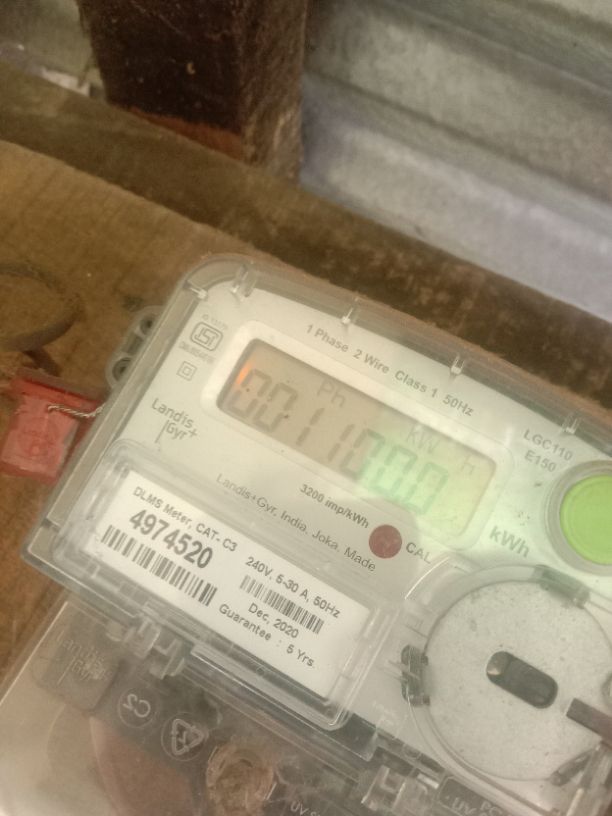 1 Phase 2 Wire Class 1 50Hz
Ph
kW h
LGC110
E150
Landis
Gyr+
3200 imp/kWh
kWh
CAL
Landis+Gyr, India, Joka, Made
DLMS Meter, CAT- C3
4974520
240V, 5-30 A, 50Hz
Dec, 2020
Guarantee : 5 Yrs.